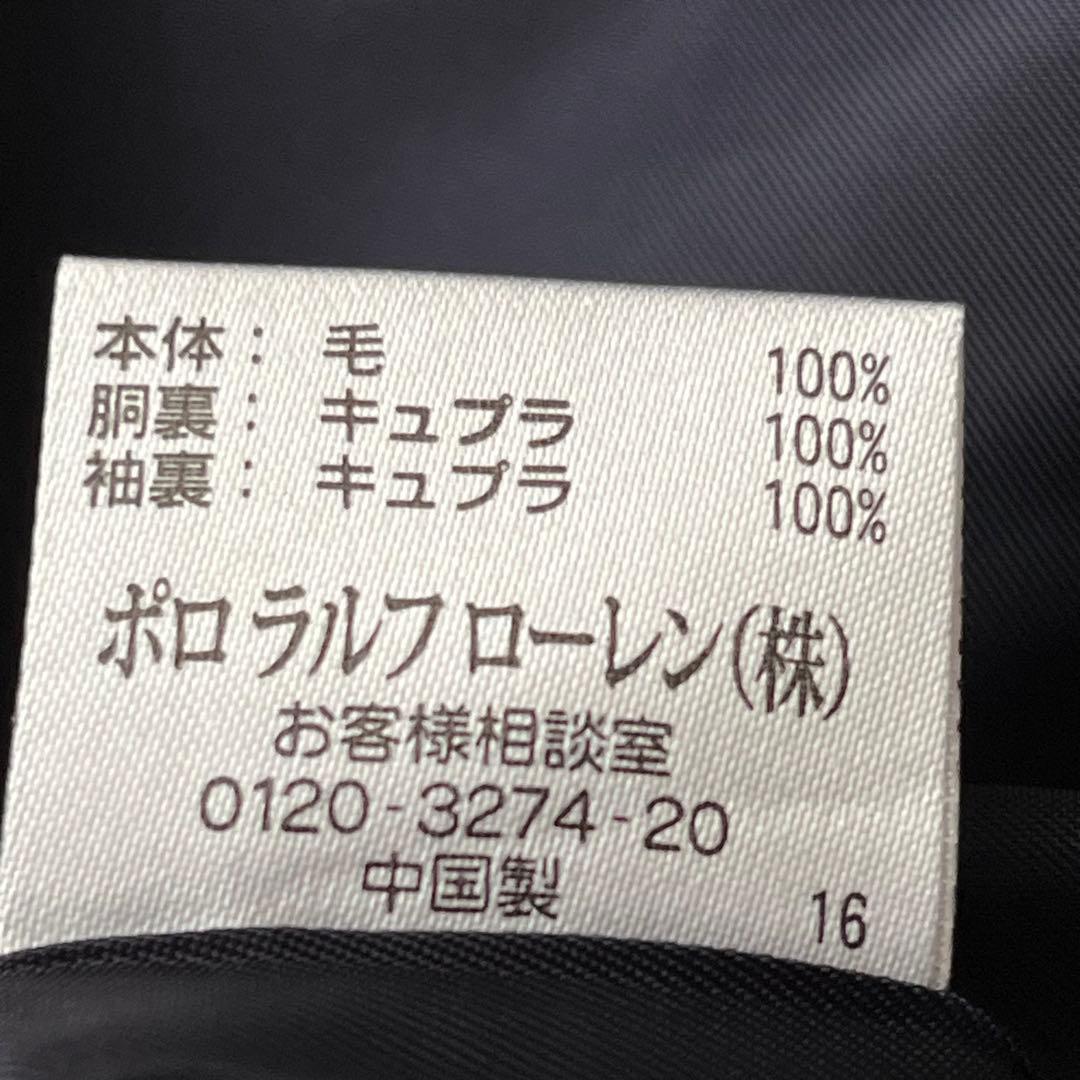 本体： 毛 100%
胴裏： キュプラ 100%
袖裏： キュプラ 100%
ポロ ラルフ ローレン(株)
お客様相談室
0120-3274-20
中国製
16